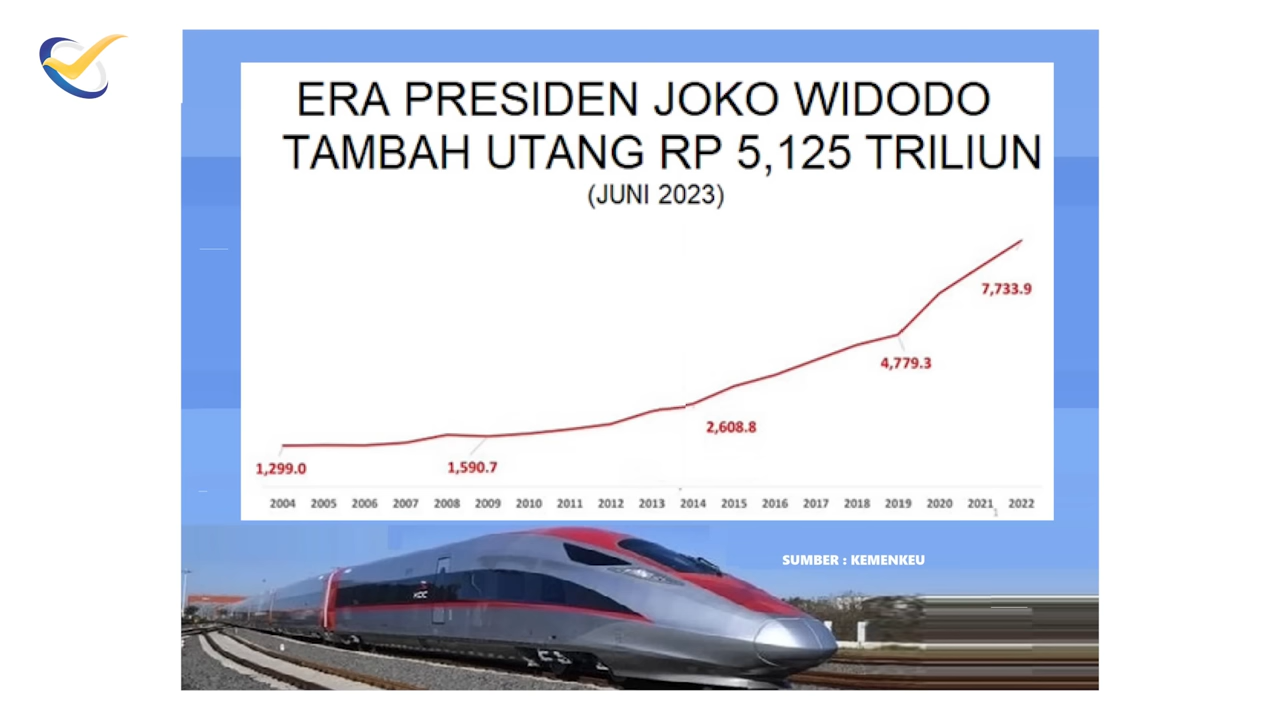 ERA PRESIDEN JOKO WIDODO
TAMBAH UTANG RP 5,125 TRILIUN
(JUNI 2023)
7,733.9
4,779.3
2,608.8
1,299.0
1,590.7
2004 2005 2006 2007 2008 2009 2010 2011 2012 2013 2014 2015 2016 2017 2018 2019 2020 2021 2022
1
SUMBER : KEMENKEU